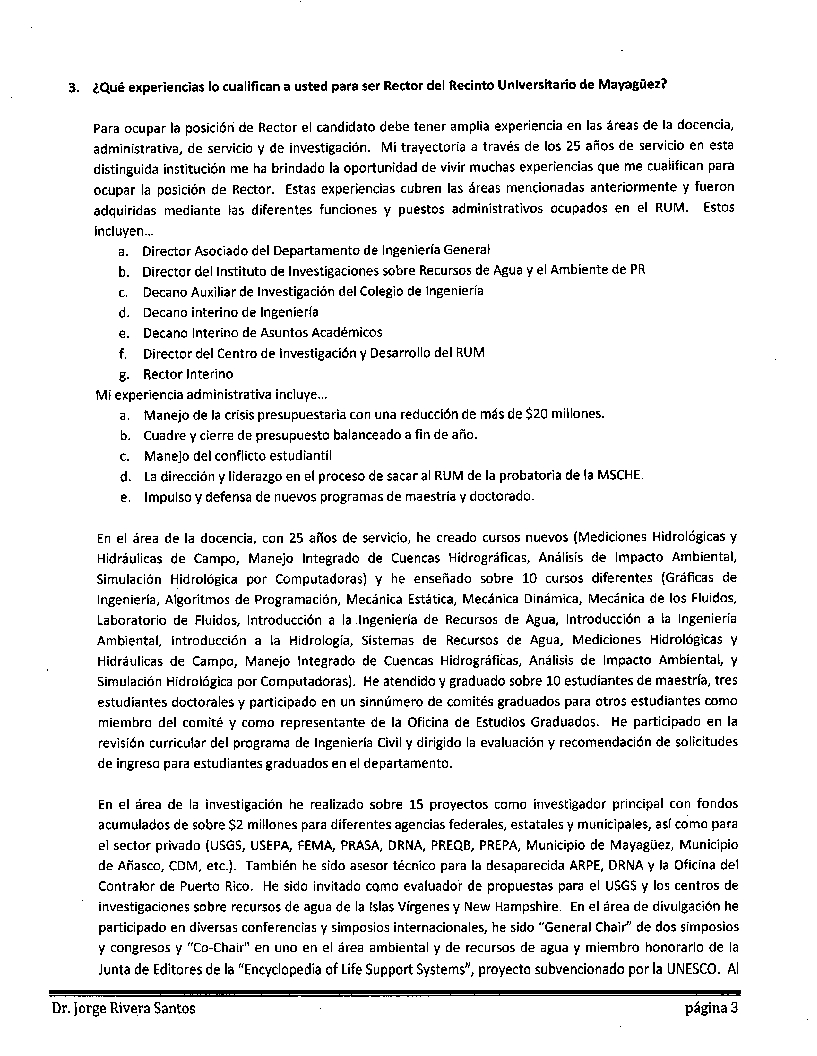 3. ¿Qué experiencias lo cualifican a usted para ser Rector del Recinto Universitario de Mayagüez?
Para ocupar la posición de Rector el candidato debe tener amplia experiencia en las áreas de la docencia,
administrativa, de servicio y de investigación. Mi trayectoria a través de los 25 años de servicio en esta
distinguida institución me ha brindado la oportunidad de vivir muchas experiencias que me cualifican para
ocupar la posición de Rector. Estas experiencias cubren las áreas mencionadas anteriormente y fueron
adquiridas mediante las diferentes funciones y puestos administrativos ocupados en el RUM. Estos
incluyen...
a. Director Asociado del Departamento de Ingeniería General
b. Director del Instituto de Investigaciones sobre Recursos de Agua y el Ambiente de PR
c. Decano Auxiliar de Investigación del Colegio de Ingeniería
d. Decano interino de Ingeniería
e. Decano Interino de Asuntos Académicos
f. Director del Centro de Investigación y Desarrollo del RUM
g. Rector Interino
Mi experiencia administrativa incluye...
a. Manejo de la crisis presupuestaria con una reducción de más de $20 millones.
b. Cuadre y cierre de presupuesto balanceado a fin de año.
c. Manejo del conflicto estudiantil
d. La dirección y liderazgo en el proceso de sacar al RUM de la probatoria de la MSCHE.
e. Impulso y defensa de nuevos programas de maestría y doctorado.
En el área de la docencia, con 25 años de servicio, he creado cursos nuevos (Mediciones Hidrológicas y
Hidráulicas de Campo, Manejo Integrado de Cuencas Hidrográficas, Análisis de Impacto Ambiental,
Simulación Hidrológica por Computadoras) y he enseñado sobre 10 cursos diferentes (Gráficas de
Ingeniería, Algoritmos de Programación, Mecánica Estática, Mecánica Dinámica, Mecánica de los Fluidos,
Laboratorio de Fluidos, Introducción a la Ingeniería de Recursos de Agua, Introducción a la Ingeniería
Ambiental, Introducción a la Hidrología, Sistemas de Recursos de Agua, Mediciones Hidrológicas y
Hidráulicas de Campo, Manejo Integrado de Cuencas Hidrográficas, Análisis de Impacto Ambiental, y
Simulación Hidrológica por Computadoras). He atendido y graduado sobre 10 estudiantes de maestría, tres
estudiantes doctorales y participado en un sinnúmero de comités graduados para otros estudiantes como
miembro del comité y como representante de la Oficina de Estudios Graduados. He participado en la
revisión curricular del programa de Ingeniería Civil y dirigido la evaluación y recomendación de solicitudes
de ingreso para estudiantes graduados en el departamento.
En el área de la investigación he realizado sobre 15 proyectos como investigador principal con fondos
acumulados de sobre $2 millones para diferentes agencias federales, estatales y municipales, así como para
el sector privado (USGS, USEPA, FEMA, PRASA, DRNA, PREQB, PREPA, Municipio de Mayagüez, Municipio
de Añasco, CDM, etc.). También he sido asesor técnico para la desaparecida ARPE, DRNA y la Oficina del
Contralor de Puerto Rico. He sido invitado como evaluador de propuestas para el USGS y los centros de
investigaciones sobre recursos de agua de la Islas Vírgenes y New Hampshire. En el área de divulgación he
participado en diversas conferencias y simposios internacionales, he sido "General Chair" de dos simposios
y congresos y "Co-Chair" en uno en el área ambiental y de recursos de agua y miembro honorario de la
Junta de Editores de la "Encyclopedia of Life Support Systems", proyecto subvencionado por la UNESCO. Al
Dr. Jorge Rivera Santos página 3